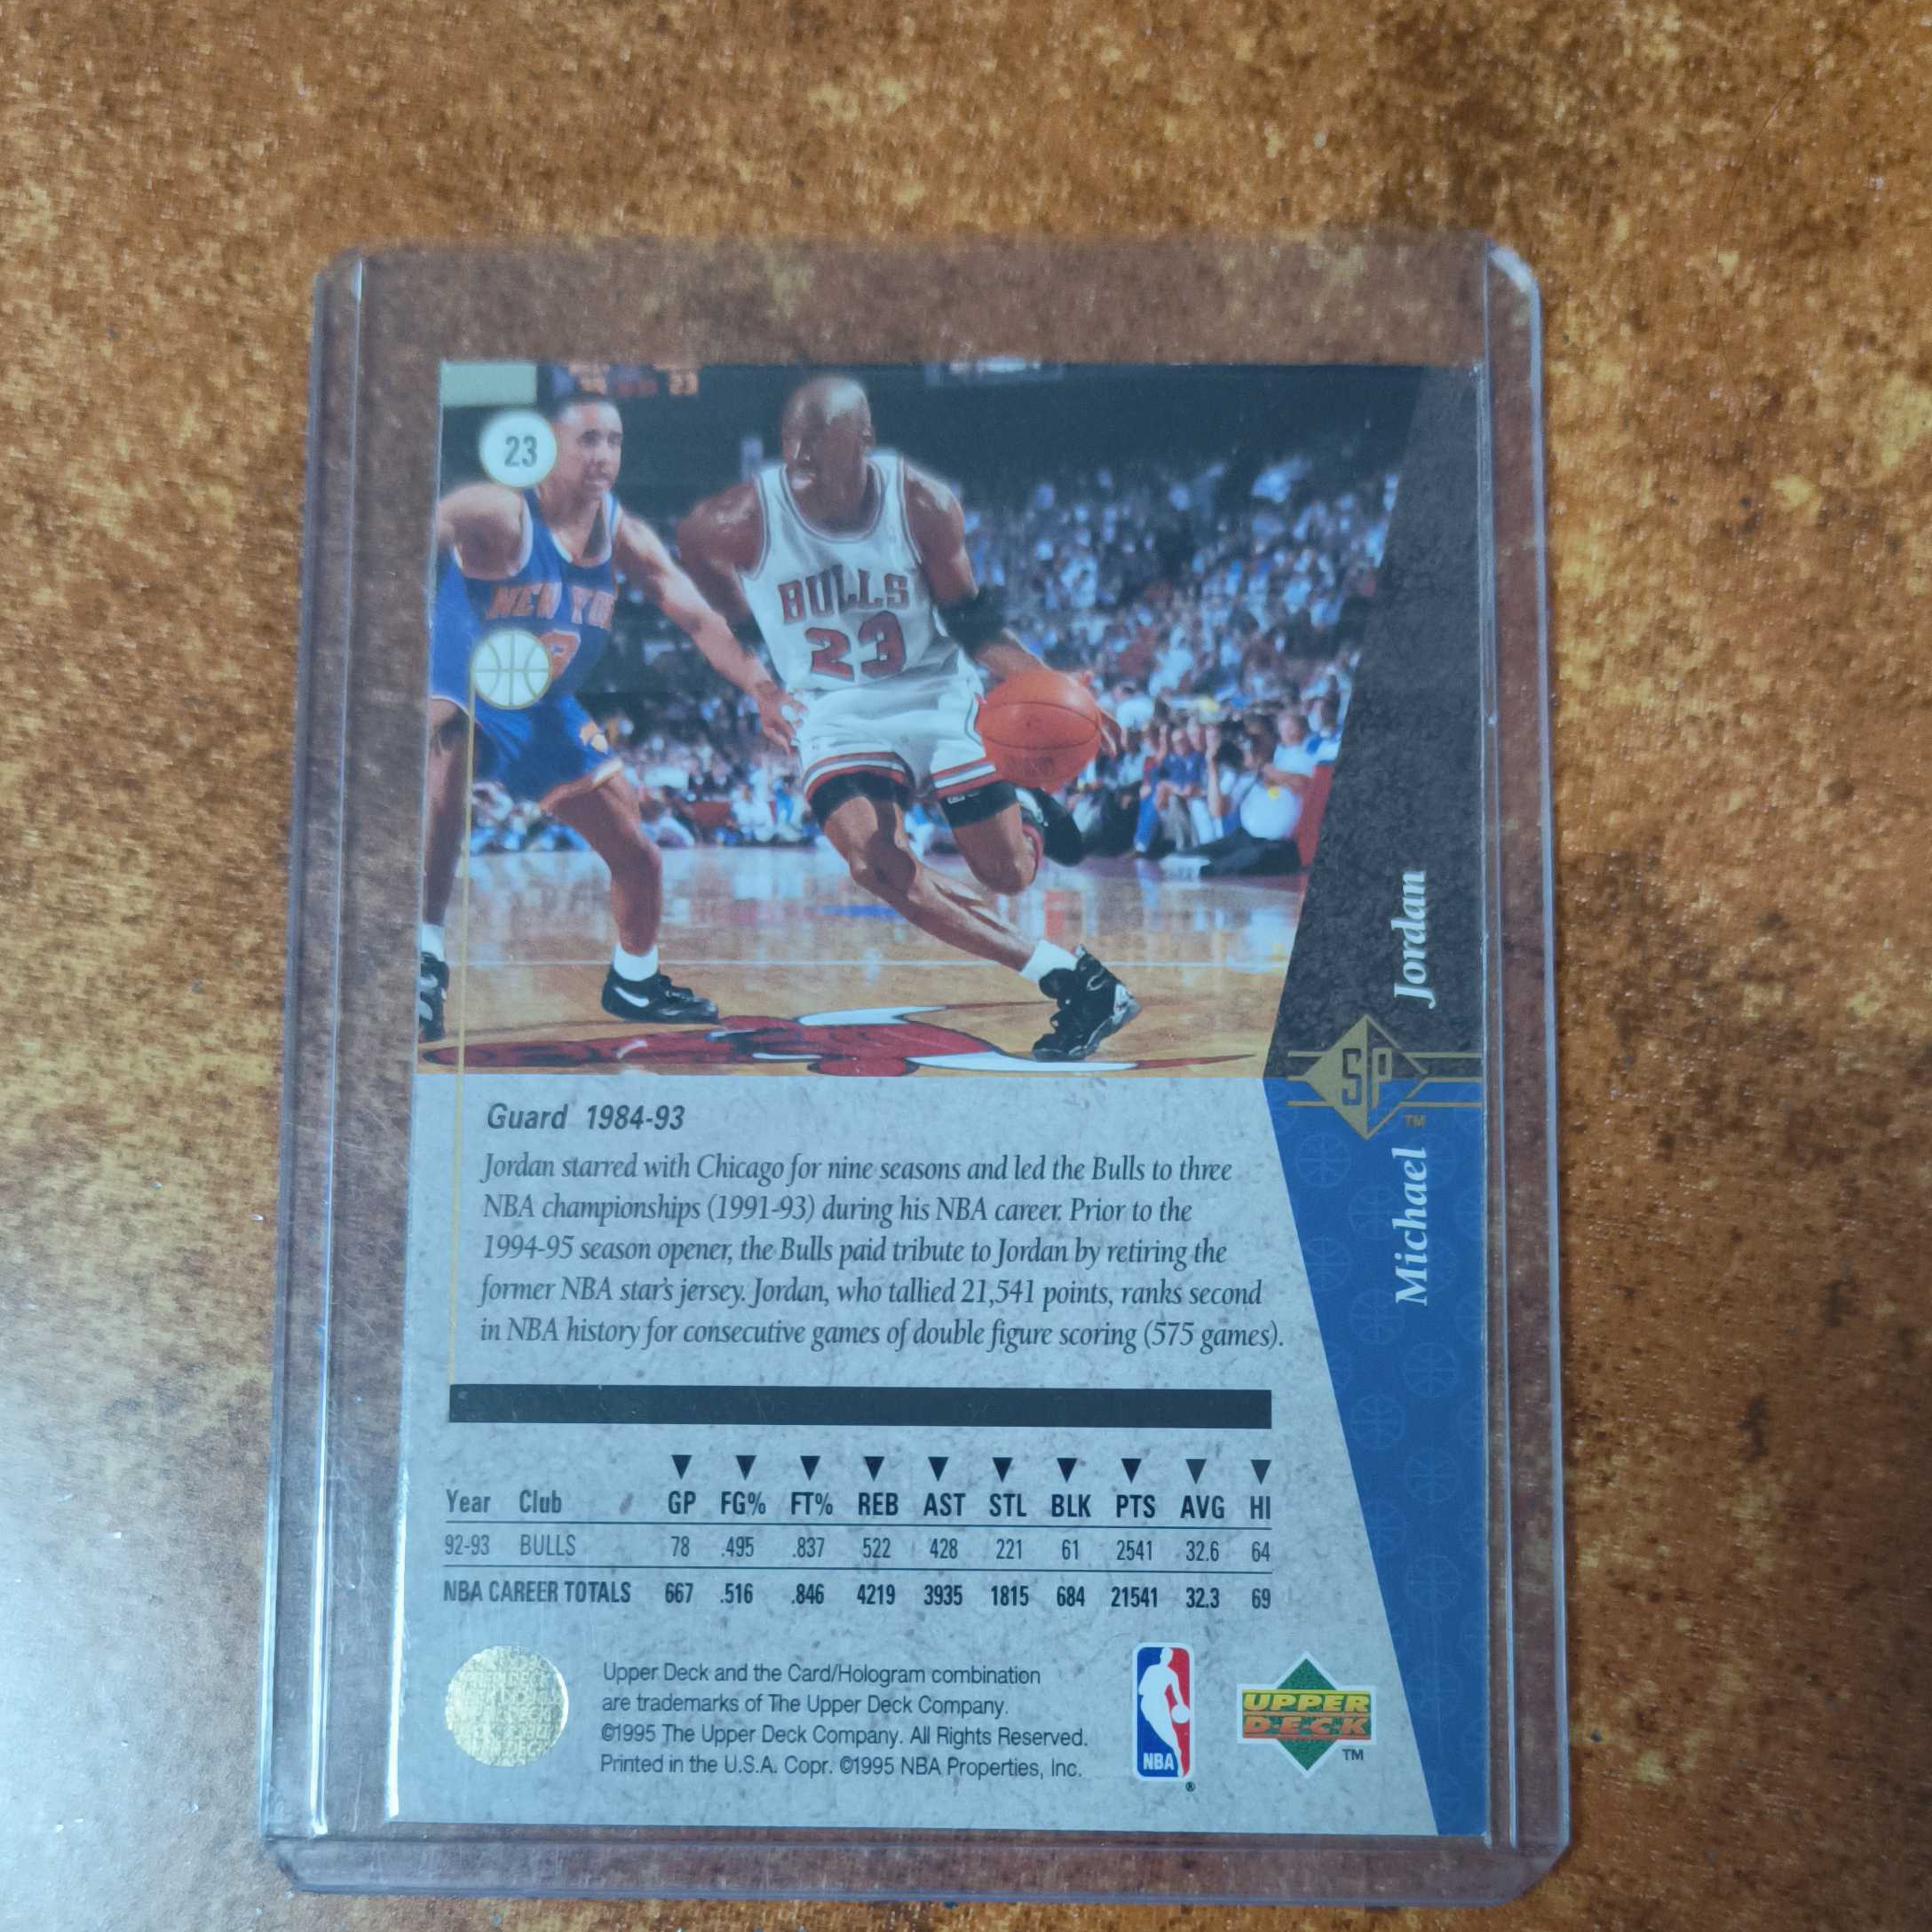 23
23
NEW YO
BULLS
23
Michael Jordan
SP
TM
Guard 1984-93
Jordan starred with Chicago for nine seasons and led the Bulls to three
NBA championships (1991-93) during his NBA career. Prior to the
1994-95 season opener, the Bulls paid tribute to Jordan by retiring the
former NBA star's jersey. Jordan, who tallied 21,541 points, ranks second
in NBA history for consecutive games of double figure scoring (575 games).
Year Club GP FG% FT% REB AST STL BLK PTS AVG HI
92-93 BULLS 78 .495 .837 522 428 221 61 2541 32.6 64
NBA CAREER TOTALS 667 .516 .846 4219 3935 1815 684 21541 32.3 69
Upper Deck and the Card/Hologram combination
are trademarks of The Upper Deck Company.
©1995 The Upper Deck Company. All Rights Reserved.
Printed in the U.S.A. Copr. ©1995 NBA Properties, Inc.
NBA
®
UPPER
DECK
TM